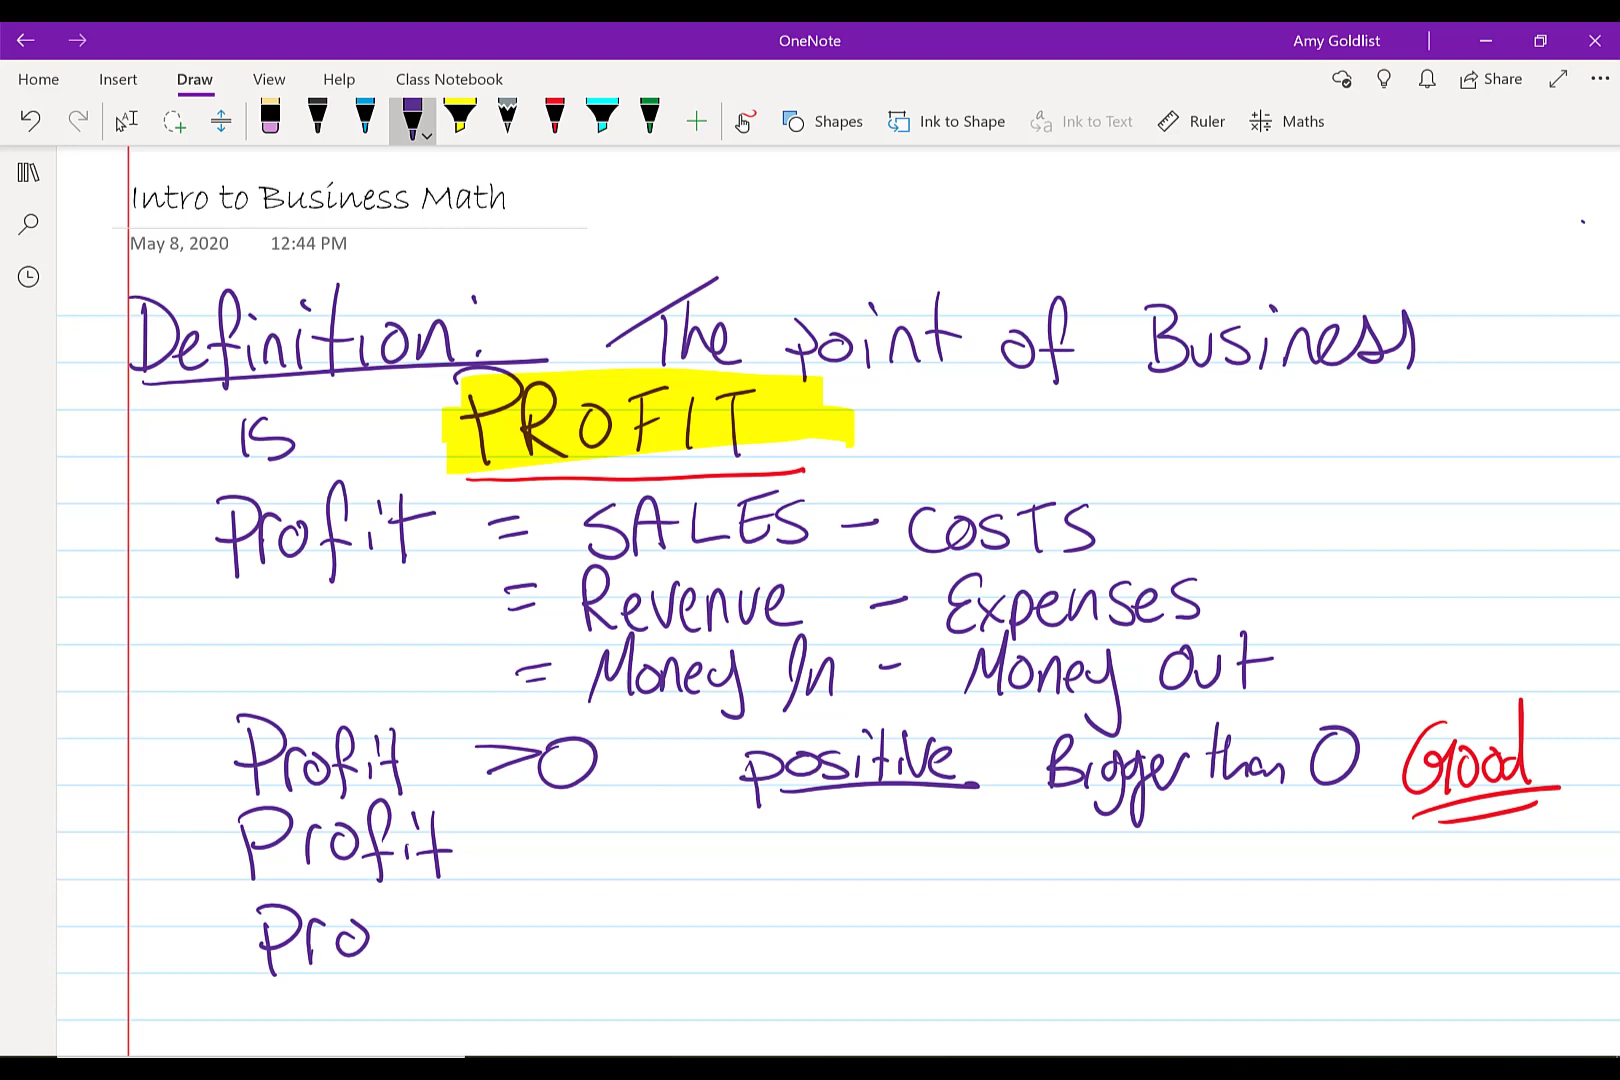 OneNote
Amy Goldlist
Home Insert Draw View Help Class Notebook
Share
Shapes Ink to Shape Ink to Text Ruler Maths
Intro to Business Math
May 8, 2020 12:44 PM
Definition: The point of Business
is PROFIT
Profit = SALES - COSTS
= Revenue - Expenses
= Money In - Money Out
Profit >0 positive Bigger than 0 Good
Profit
Pro